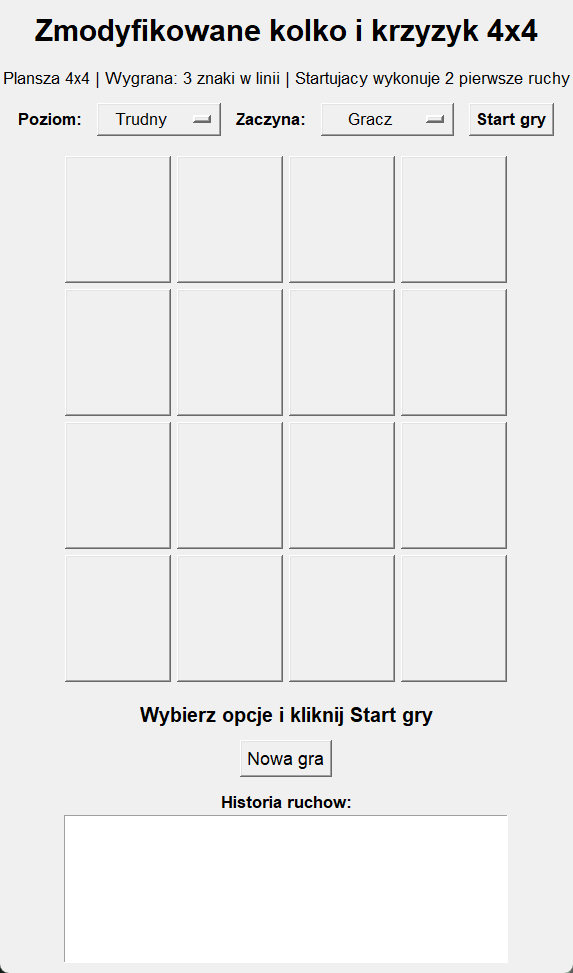 Zmodyfikowane kolko i krzyzyk 4x4
Plansza 4x4 | Wygrana: 3 znaki w linii | Startujacy wykonuje 2 pierwsze ruchy
Poziom: Trudny Zaczyna: Gracz Start gry
Wybierz opcje i kliknij Start gry
Nowa gra
Historia ruchow: